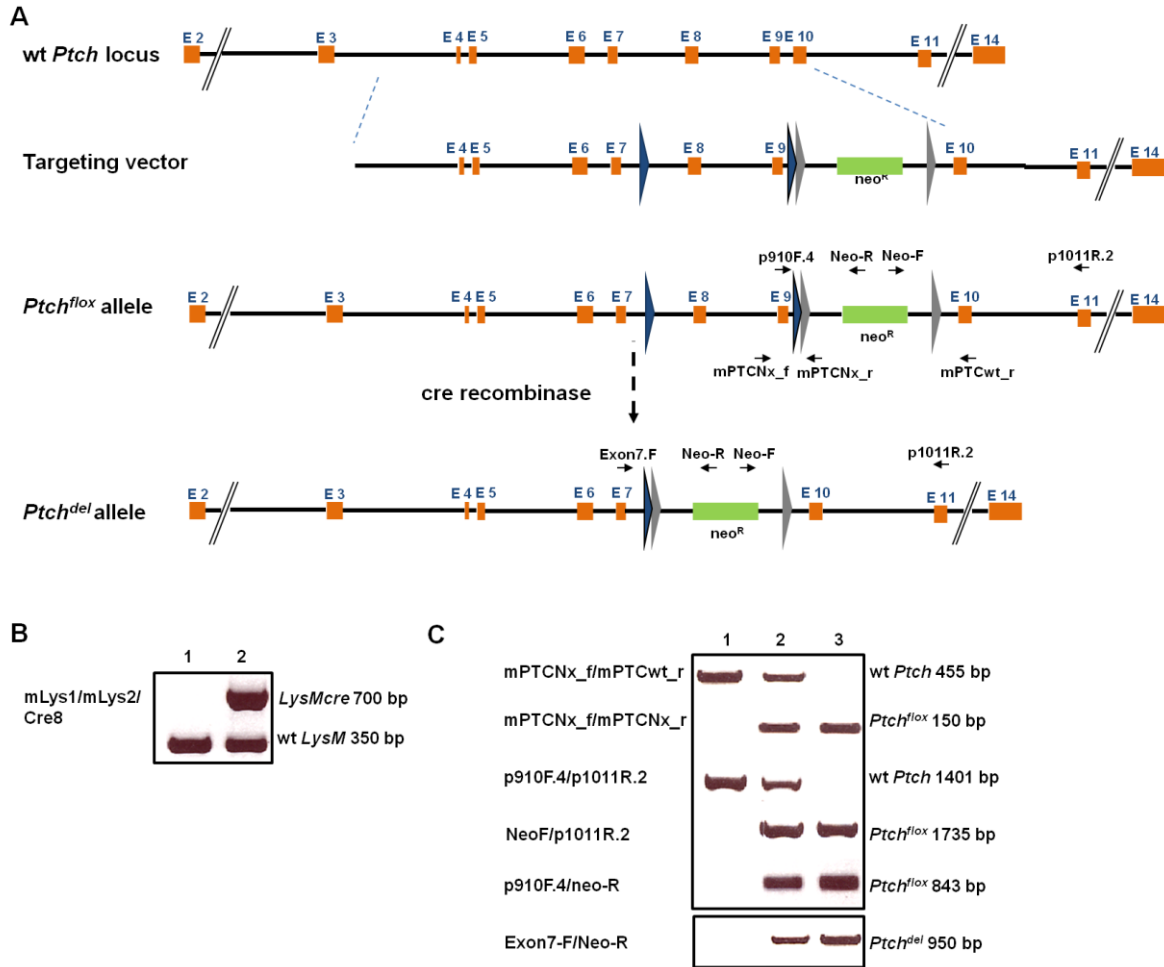 A
wt Ptch locus
E 2
E 3
E 4
E 5
E 6
E 7
E 8
E 9
E 10
E 11
E 14
Targeting vector
E 4
E 5
E 6
E 7
E 8
E 9
neoR
E 10
E 11
E 14
p910F.4
Neo-R
Neo-F
p1011R.2
Ptchflox allele
E 2
E 3
E 4
E 5
E 6
E 7
E 8
E 9
neoR
E 10
E 11
E 14
mPTCNx_f
mPTCNx_r
mPTCwt_r
cre recombinase
Exon7.F
Neo-R
Neo-F
p1011R.2
Ptchdel allele
E 2
E 3
E 4
E 5
E 6
E 7
neoR
E 10
E 11
E 14
B
1 2
mLys1/mLys2/
Cre8
LysMcre 700 bp
wt LysM 350 bp
C
1 2 3
mPTCNx_f/mPTCwt_r
wt Ptch 455 bp
mPTCNx_f/mPTCNx_r
Ptchflox 150 bp
p910F.4/p1011R.2
wt Ptch 1401 bp
NeoF/p1011R.2
Ptchflox 1735 bp
p910F.4/neo-R
Ptchflox 843 bp
Exon7-F/Neo-R
Ptchdel 950 bp